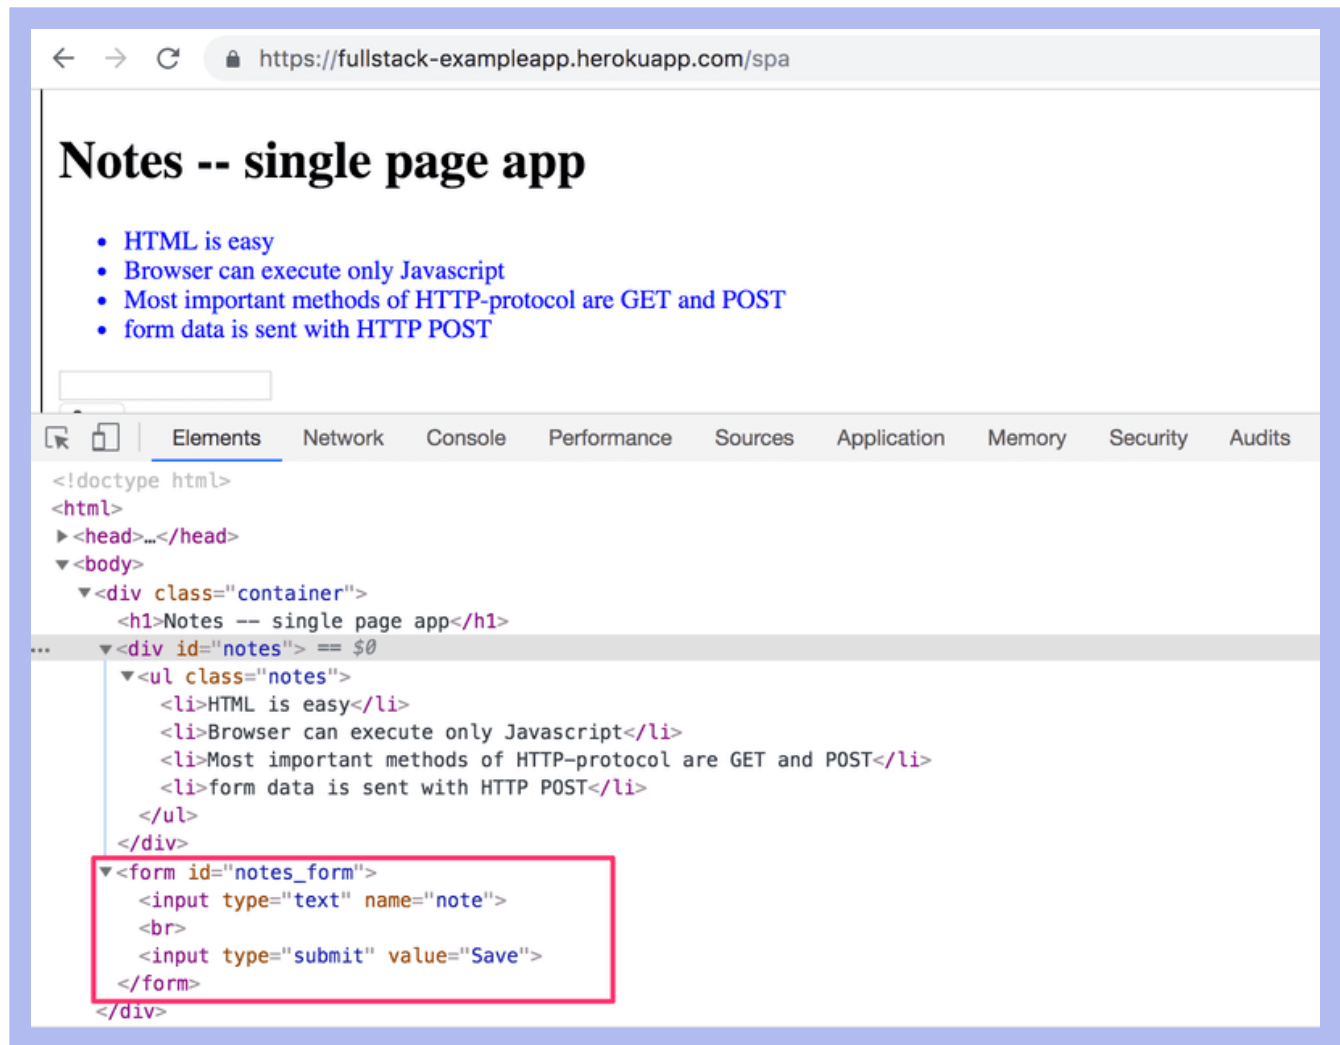 https://fullstack-exampleapp.herokuapp.com/spa
Notes -- single page app
• HTML is easy
• Browser can execute only Javascript
• Most important methods of HTTP-protocol are GET and POST
• form data is sent with HTTP POST
Elements Network Console Performance Sources Application Memory Security Audits
<!doctype html>
<html>
▶<head>…</head>
▼<body>
▼<div class="container">
<h1>Notes -- single page app</h1>
… ▼<div id="notes"> == $0
▼<ul class="notes">
<li>HTML is easy</li>
<li>Browser can execute only Javascript</li>
<li>Most important methods of HTTP-protocol are GET and POST</li>
<li>form data is sent with HTTP POST</li>
</ul>
</div>
▼<form id="notes_form">
<input type="text" name="note">
<br>
<input type="submit" value="Save">
</form>
</div>